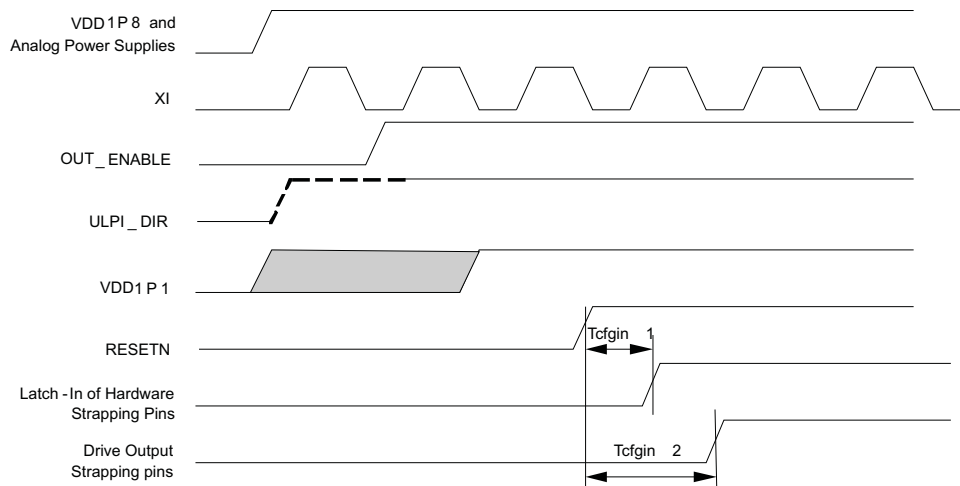 VDD1P8 and
Analog Power Supplies
XI
OUT_ENABLE
ULPI_DIR
VDD1P1
RESETN
Tcfgin 1
Latch-In of Hardware
Strapping Pins
Drive Output
Strapping pins
Tcfgin 2